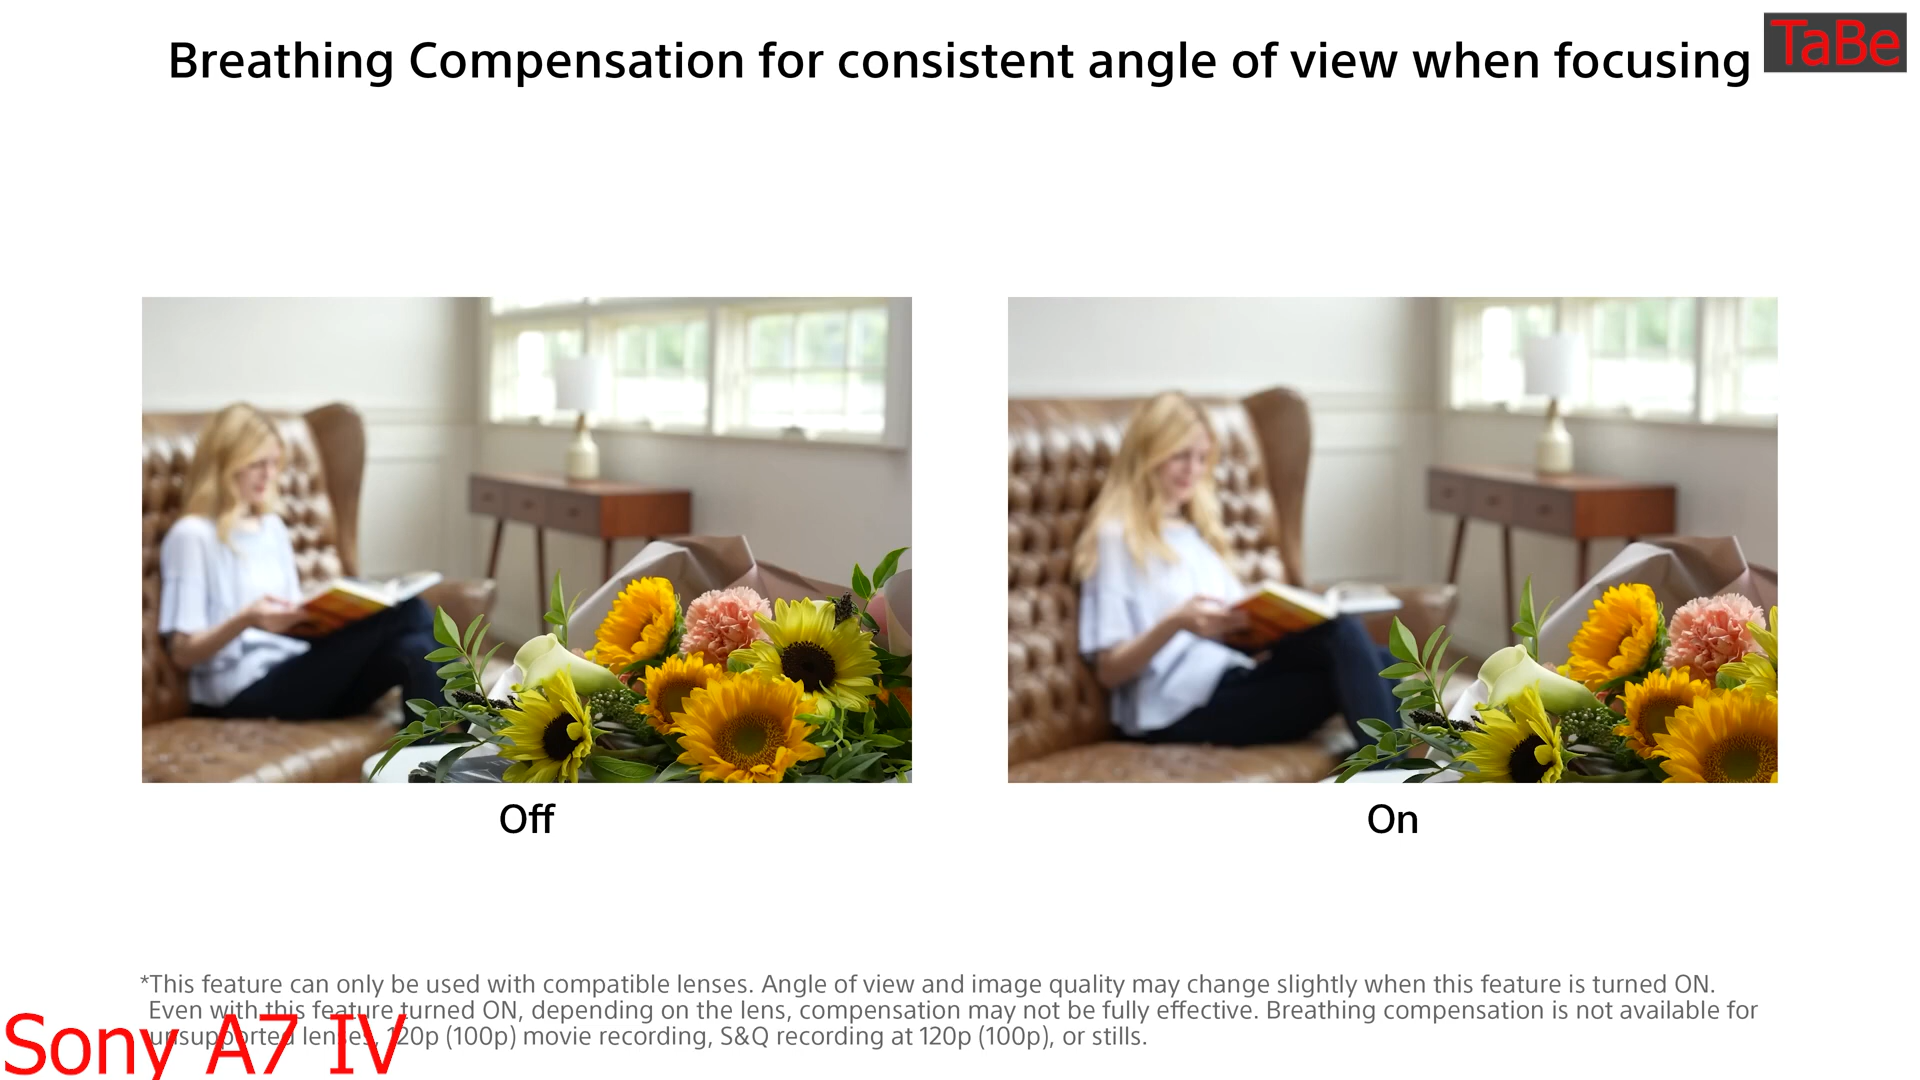 Breathing Compensation for consistent angle of view when focusing
TaBe
Off
On
*This feature can only be used with compatible lenses. Angle of view and image quality may change slightly when this feature is turned ON.
Even with this feature turned ON, depending on the lens, compensation may not be fully effective. Breathing compensation is not available for
unsupported lenses, 120p (100p) movie recording, S&Q recording at 120p (100p), or stills.
Sony A7 IV